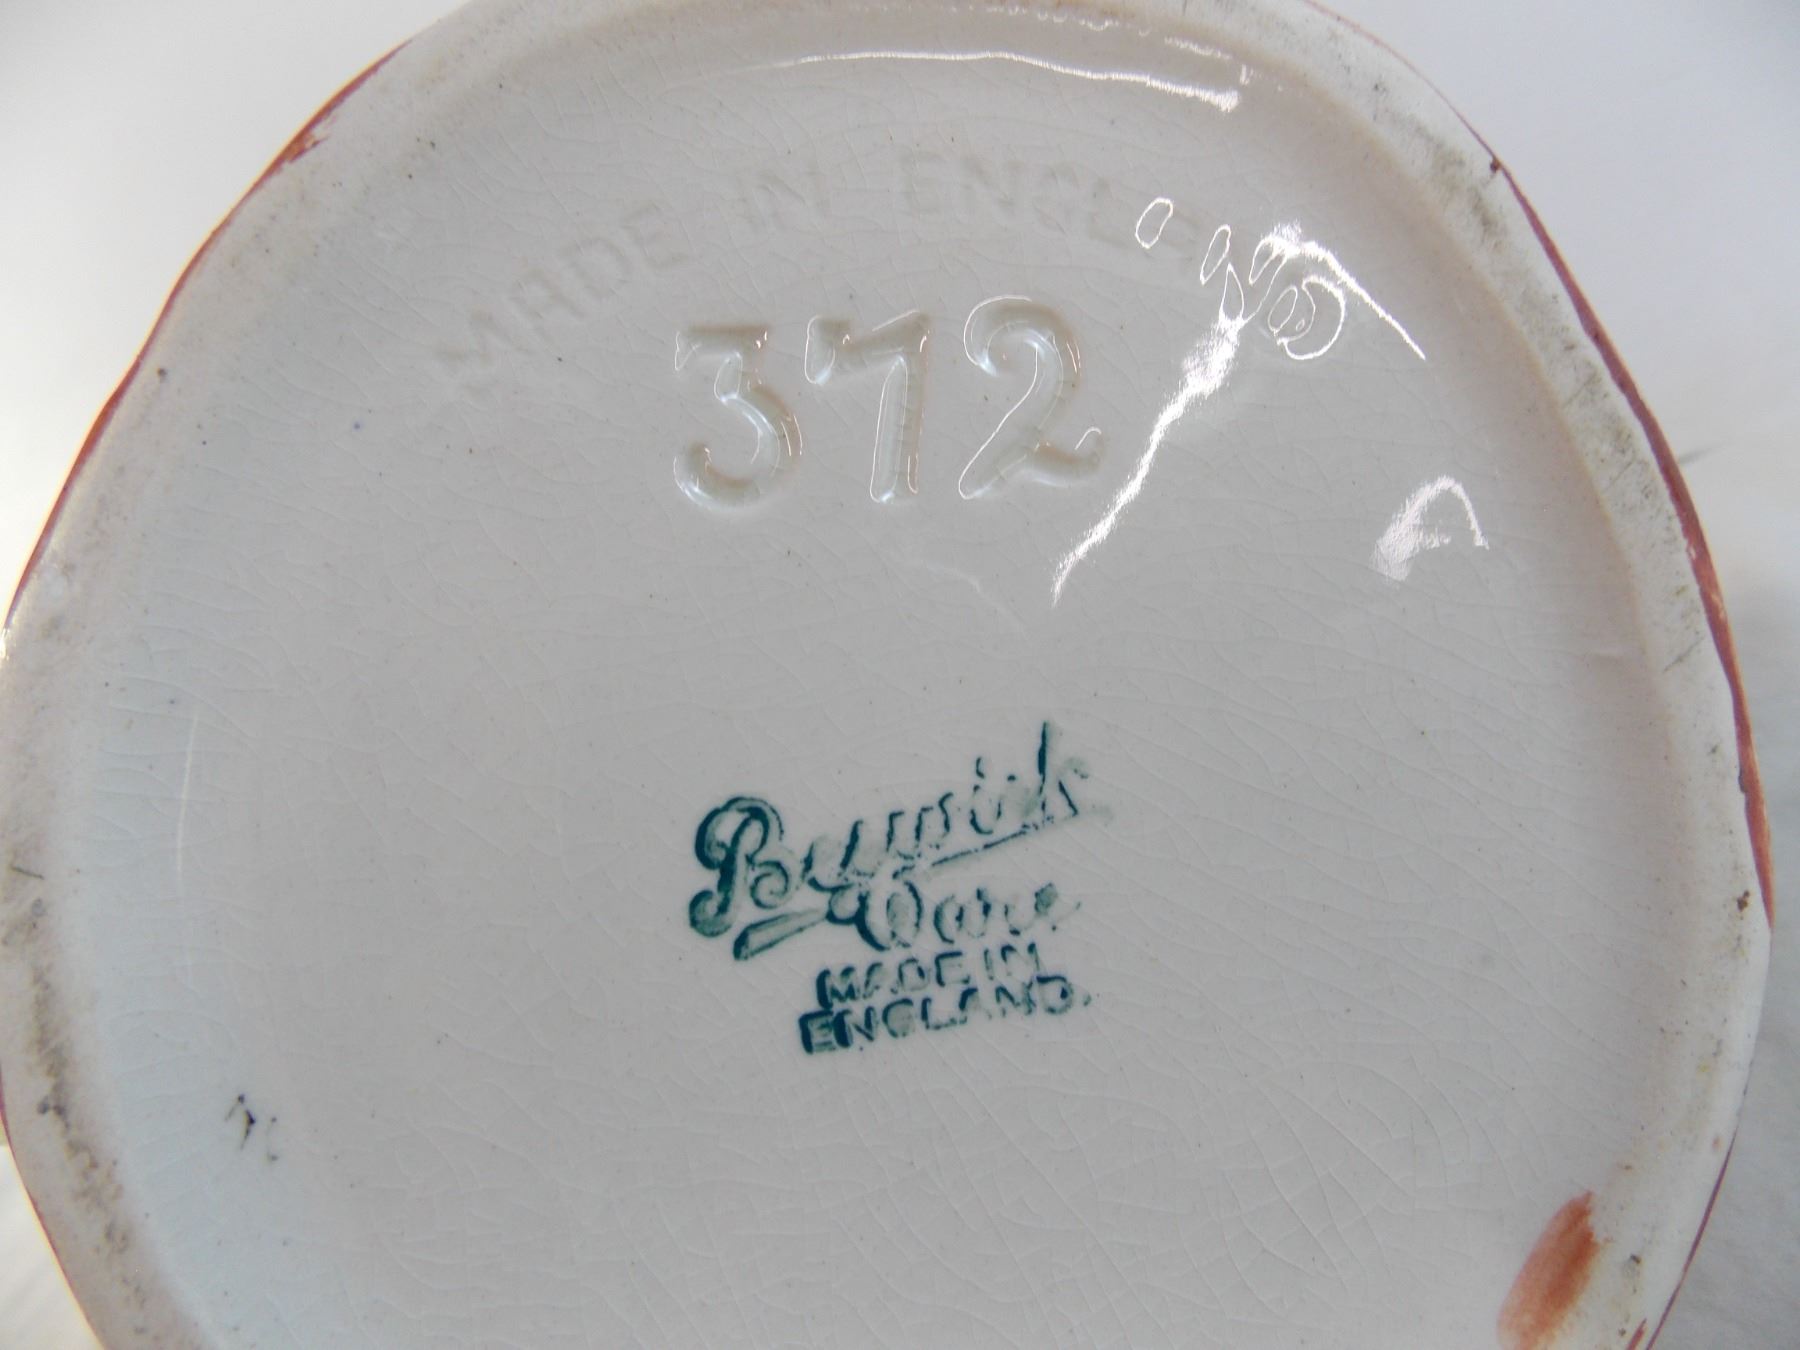 MADE IN ENGLAND
372
Beswick
Ware
MADE IN
ENGLAND.